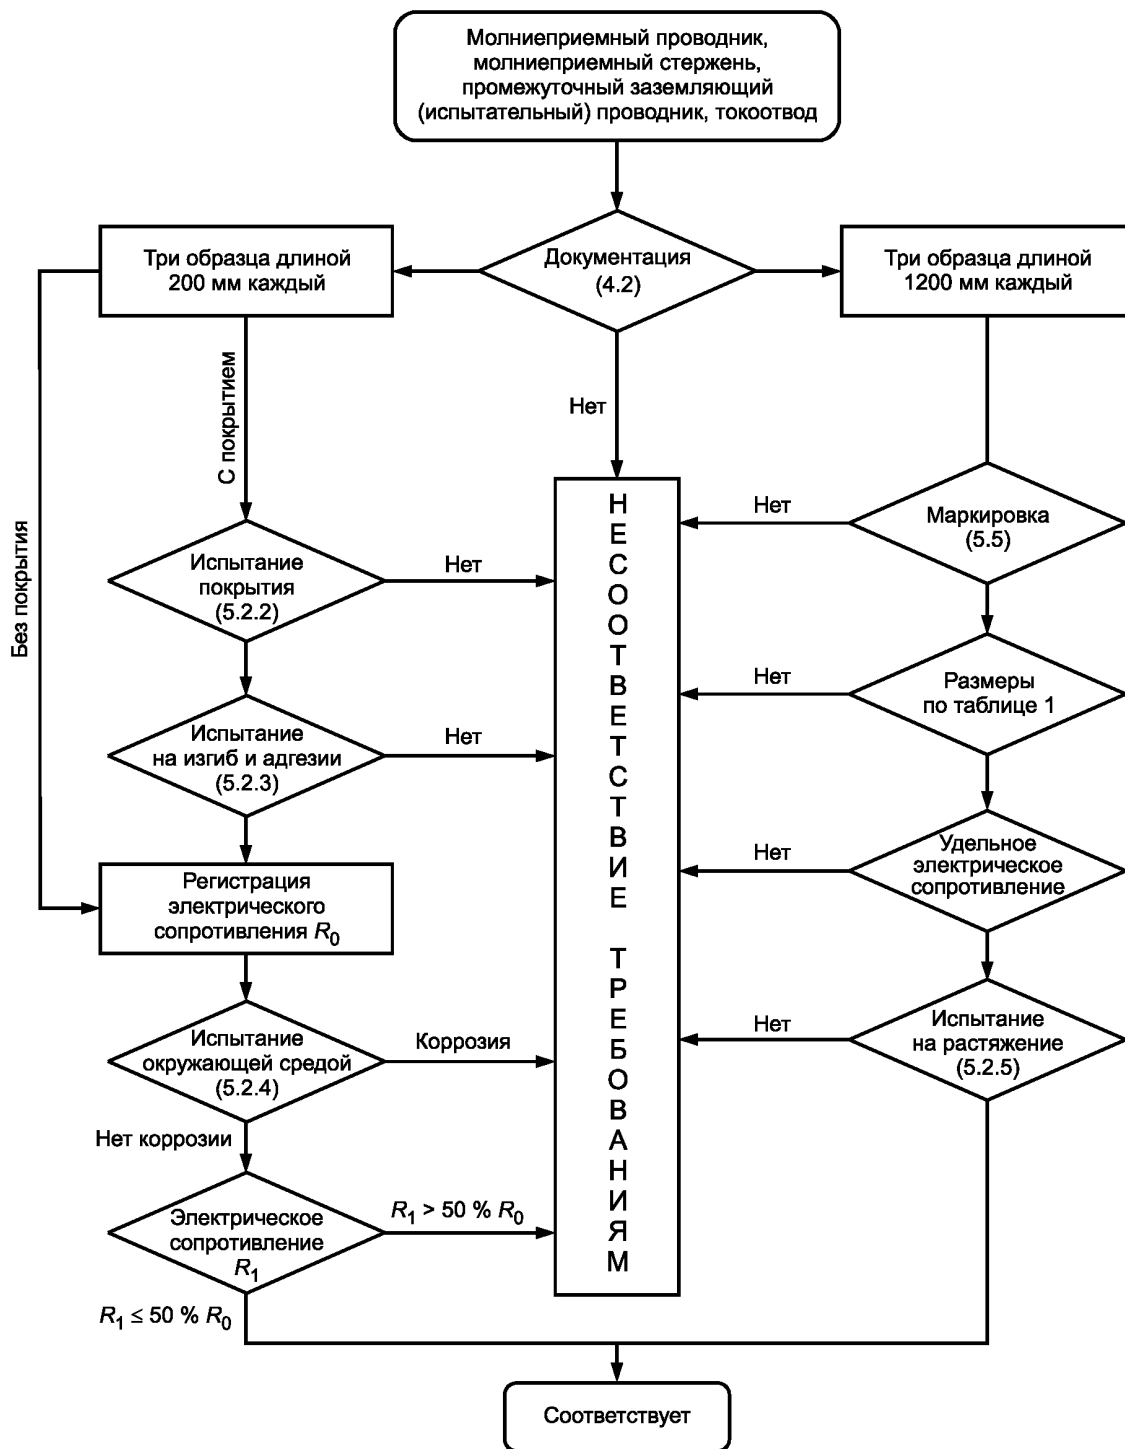 Молниеприемный проводник,
молниеприемный стержень,
промежуточный заземляющий
(испытательный) проводник, токоотвод
Три образца длиной
200 мм каждый
Документация
(4.2)
Три образца длиной
1200 мм каждый
С покрытием
Без покрытия
Нет
НЕСООТВЕТСТВИЕ ТРЕБОВАНИЯМ
Нет
Маркировка
(5.5)
Испытание
покрытия
(5.2.2)
Нет
Нет
Размеры
по таблице 1
Испытание
на изгиб и адгезии
(5.2.3)
Нет
Нет
Удельное
электрическое
сопротивление
Регистрация
электрического
сопротивления R0
Нет
Испытание
на растяжение
(5.2.5)
Испытание
окружающей средой
(5.2.4)
Коррозия
Нет коррозии
Электрическое
сопротивление
R1
R1 > 50 % R0
R1 ≤ 50 % R0
Соответствует